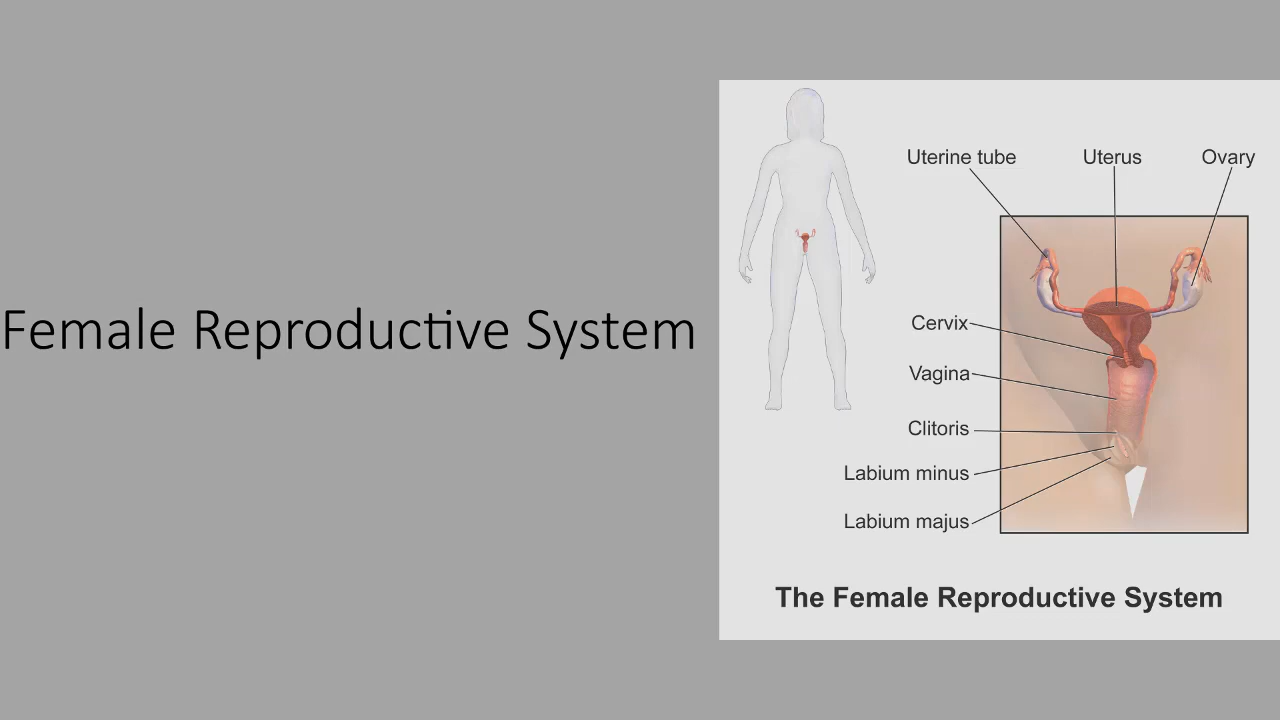 Female Reproductive System
Uterine tube
Uterus
Ovary
Cervix
Vagina
Clitoris
Labium minus
Labium majus
The Female Reproductive System